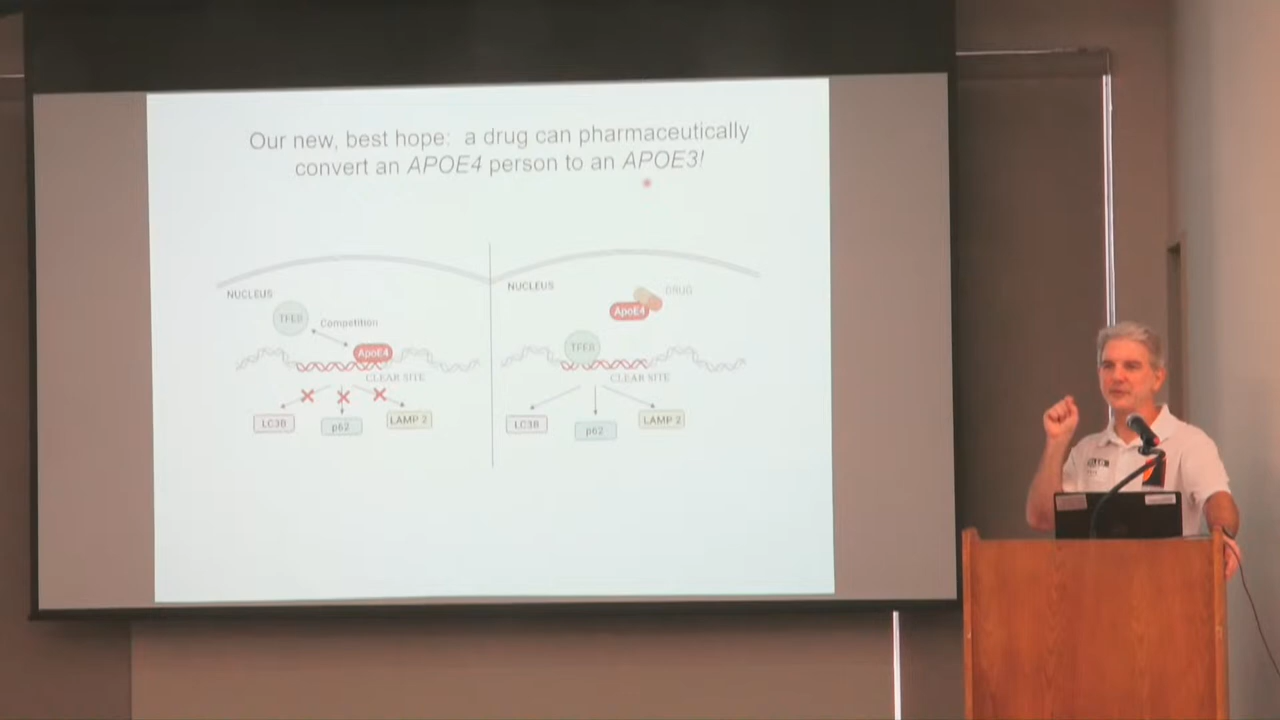 Our new, best hope: a drug can pharmaceutically
convert an APOE4 person to an APOE3!
NUCLEUS
TFEB
Competition
ApoE4
CLEAR SITE
LC3B
p62
LAMP 2
NUCLEUS
DRUG
ApoE4
TFEB
CLEAR SITE
LC3B
p62
LAMP 2